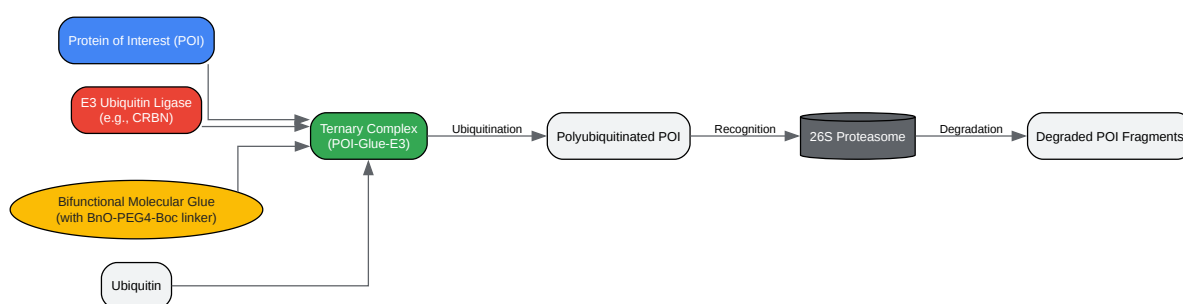 Protein of Interest (POI)
E3 Ubiquitin Ligase
(e.g., CRBN)
Ternary Complex
(POI-Glue-E3)
Ubiquitination
Polyubiquitinated POI
Recognition
26S Proteasome
Degradation
Degraded POI Fragments
Bifunctional Molecular Glue
(with BnO-PEG4-Boc linker)
Ubiquitin